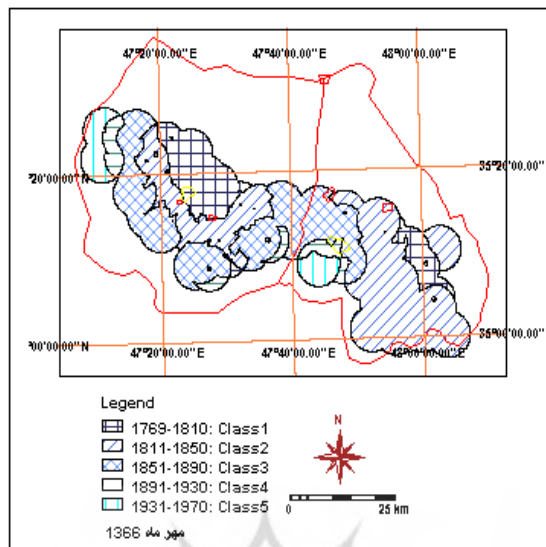 47°20'00.00"E 47°40'00.00"E 48°00'00.00"E
35°20'00.00"
20'00.00"N
35°00'00.00"N
00'00.00"N
47°20'00.00"E 47°40'00.00"E 48°00'00.00"E
Legend
1769-1810: Class1
1811-1850: Class2
1851-1890: Class3
1891-1930: Class4
1931-1970: Class5
مهر ماه 1366
N
0 25 km